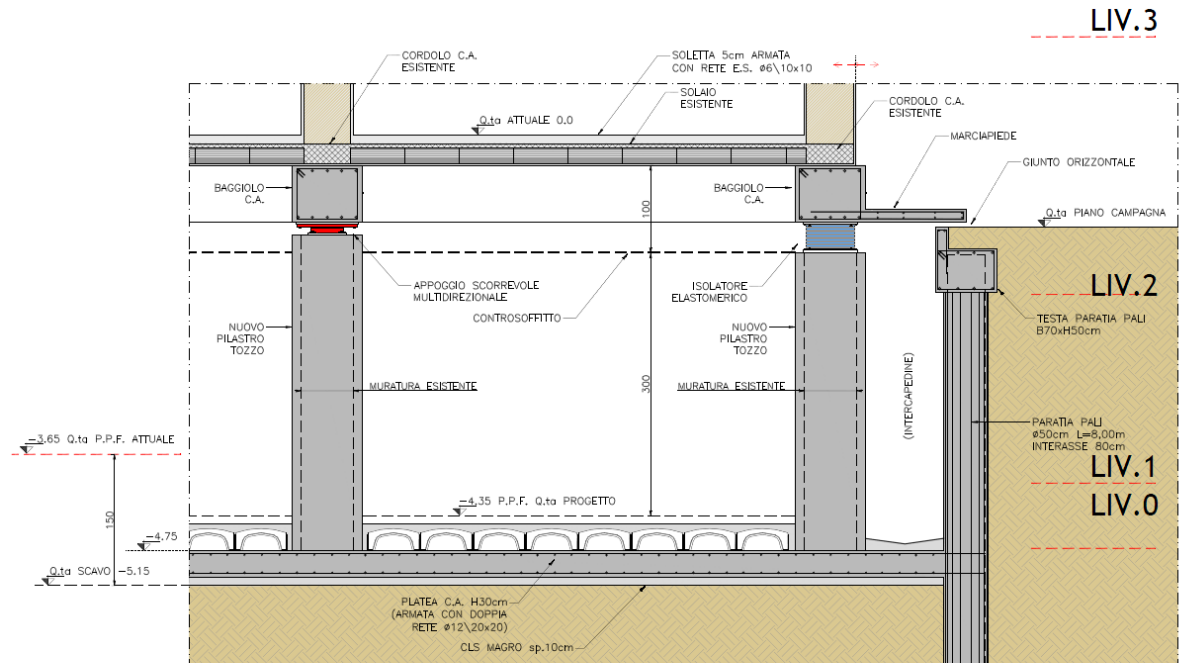 LIV.3
CORDOLO C.A.
ESISTENTE
SOLETTA 5cm ARMATA
CON RETE E.S. ø6\10x10
SOLAIO
ESISTENTE
CORDOLO C.A.
ESISTENTE
Q.ta ATTUALE 0.0
MARCIAPIEDE
GIUNTO ORIZZONTALE
BAGGIOLO
C.A.
BAGGIOLO
C.A.
100
Q.ta PIANO CAMPAGNA
APPOGGIO SCORREVOLE
MULTIDIREZIONALE
ISOLATORE
ELASTOMERICO
LIV.2
CONTROSOFFITTO
TESTA PARATIA PALI
B70xH50cm
NUOVO
PILASTRO
TOZZO
NUOVO
PILASTRO
TOZZO
MURATURA ESISTENTE
300
MURATURA ESISTENTE
(INTERCAPEDINE)
PARATIA PALI
ø50cm L=8,00m
INTERASSE 80cm
-3.65 Q.ta P.P.F. ATTUALE
LIV.1
-4,35 P.P.F. Q.ta PROGETTO
LIV.0
150
-4.75
Q.ta SCAVO -5.15
PLATEA C.A. H30cm
(ARMATA CON DOPPIA
RETE ø12\20x20)
CLS MAGRO sp.10cm